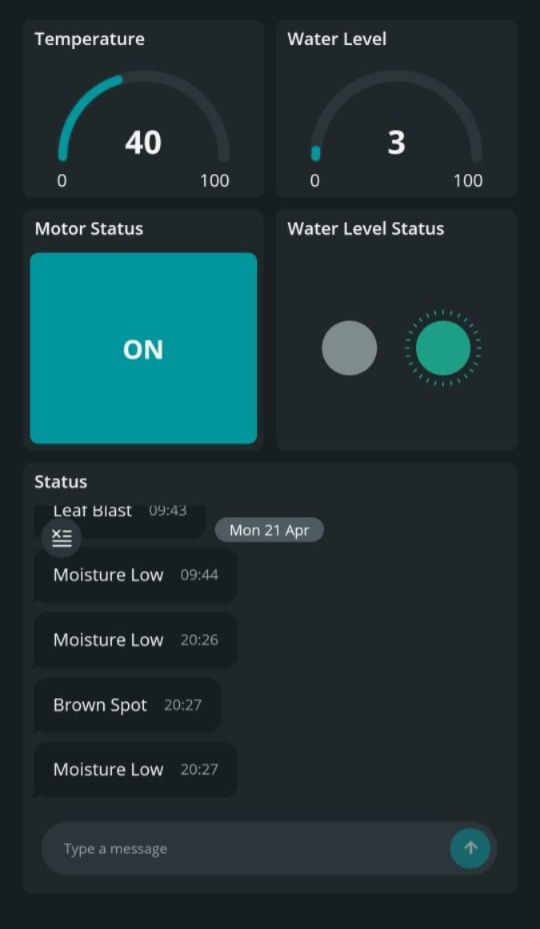 Temperature
40
0 100
Water Level
3
0 100
Motor Status
ON
Water Level Status
Status
Leaf Blast 09:43
Mon 21 Apr
Moisture Low 09:44
Moisture Low 20:26
Brown Spot 20:27
Moisture Low 20:27
Type a message